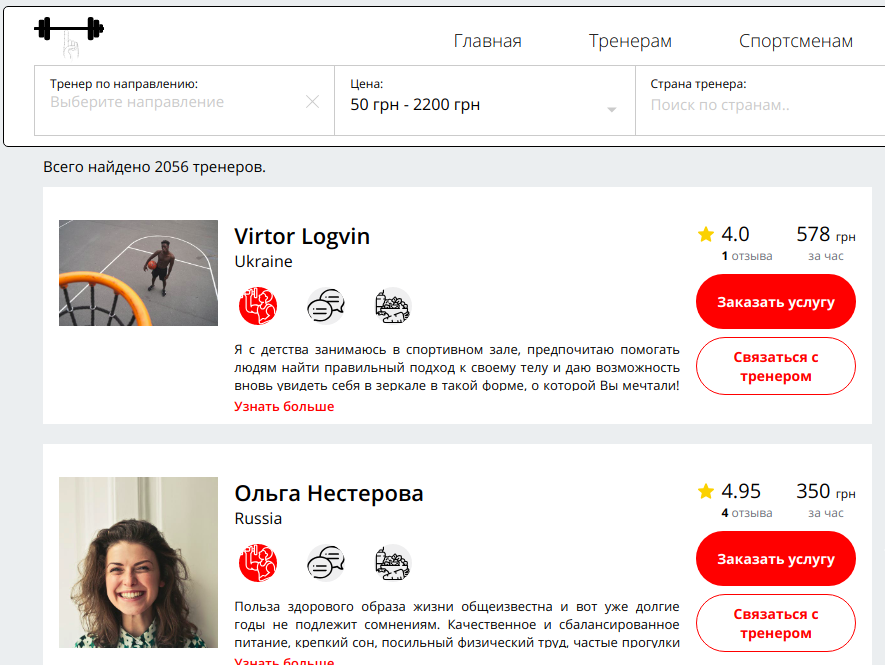 Главная Тренерам Спортсменам
Тренер по направлению: Цена: Страна тренера:
Выберите направление 50 грн - 2200 грн Поиск по странам..
Всего найдено 2056 тренеров.
Virtor Logvin 4.0 578 грн
Ukraine 1 отзыва за час
Заказать услугу
Я с детства занимаюсь в спортивном зале, предпочитаю помогать
людям найти правильный подход к своему телу и даю возможность
вновь увидеть себя в зеркале в такой форме, о которой Вы мечтали!
Узнать больше
Связаться с
тренером
Ольга Нестерова 4.95 350 грн
Russia 4 отзыва за час
Заказать услугу
Польза здорового образа жизни общеизвестна и вот уже долгие
годы не подлежит сомнениям. Качественное и сбалансированное
питание, крепкий сон, посильный физический труд, частые прогулки
Узнать больше
Связаться с
тренером